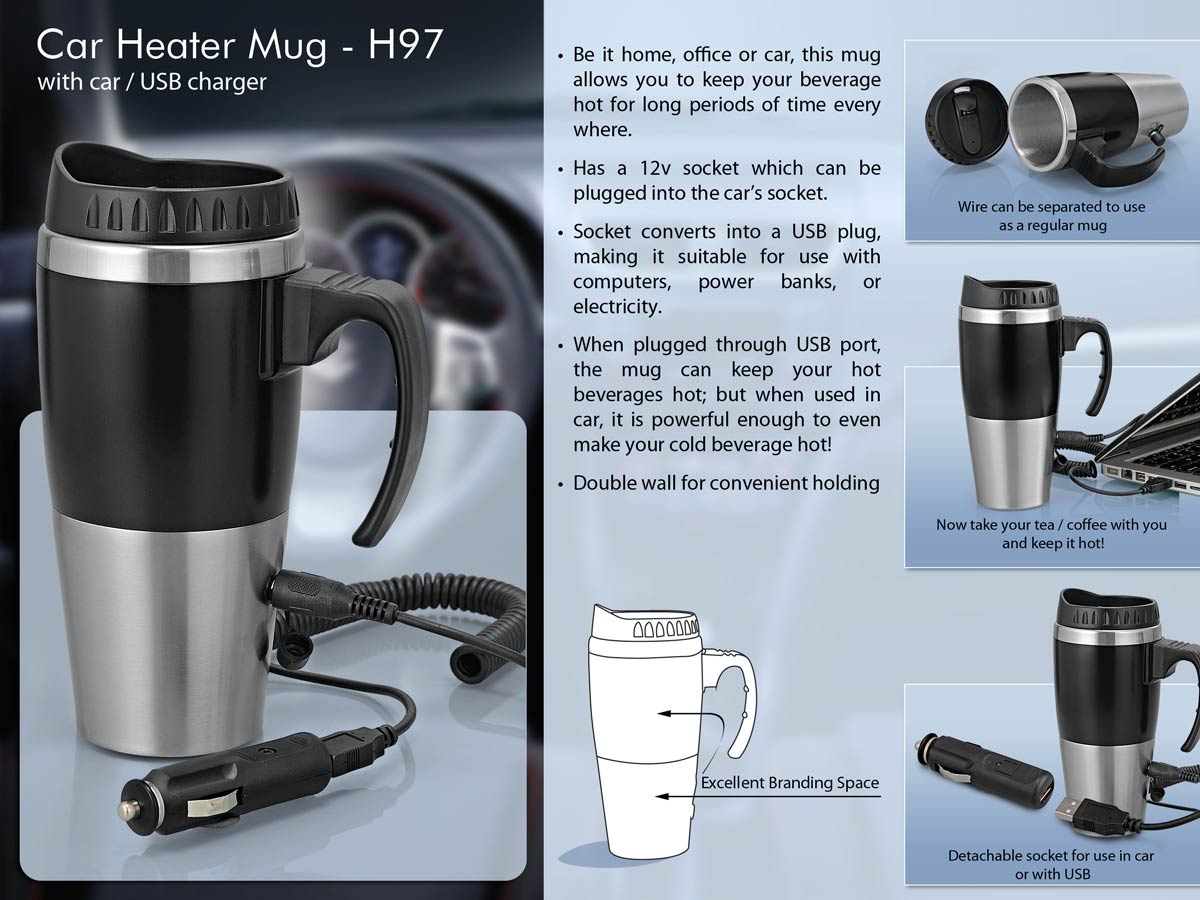 Car Heater Mug - H97
with car / USB charger
• Be it home, office or car, this mug
allows you to keep your beverage
hot for long periods of time every
where.
• Has a 12v socket which can be
plugged into the car's socket.
• Socket converts into a USB plug,
making it suitable for use with
computers, power banks, or
electricity.
• When plugged through USB port,
the mug can keep your hot
beverages hot; but when used in
car, it is powerful enough to even
make your cold beverage hot!
• Double wall for convenient holding
Excellent Branding Space
Wire can be separated to use
as a regular mug
Now take your tea / coffee with you
and keep it hot!
Detachable socket for use in car
or with USB